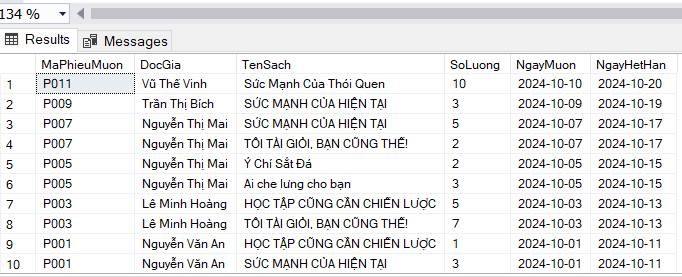 134 %
Results Messages
MaPhieuMuon DocGia TenSach SoLuong NgayMuon NgayHetHan
1 P011 Vũ Thế Vinh Sức Mạnh Của Thói Quen 10 2024-10-10 2024-10-20
2 P009 Trần Thị Bích SỨC MẠNH CỦA HIỆN TẠI 3 2024-10-09 2024-10-19
3 P007 Nguyễn Thị Mai SỨC MẠNH CỦA HIỆN TẠI 5 2024-10-07 2024-10-17
4 P007 Nguyễn Thị Mai TÔI TÀI GIỎI, BẠN CŨNG THẾ! 2 2024-10-07 2024-10-17
5 P005 Nguyễn Thị Mai Ý Chí Sắt Đá 2 2024-10-05 2024-10-15
6 P005 Nguyễn Thị Mai Ai che lưng cho bạn 3 2024-10-05 2024-10-15
7 P003 Lê Minh Hoàng HỌC TẬP CŨNG CẦN CHIẾN LƯỢC 5 2024-10-03 2024-10-13
8 P003 Lê Minh Hoàng TÔI TÀI GIỎI, BẠN CŨNG THẾ! 7 2024-10-03 2024-10-13
9 P001 Nguyễn Văn An HỌC TẬP CŨNG CẦN CHIẾN LƯỢC 1 2024-10-01 2024-10-11
10 P001 Nguyễn Văn An SỨC MẠNH CỦA HIỆN TẠI 3 2024-10-01 2024-10-11